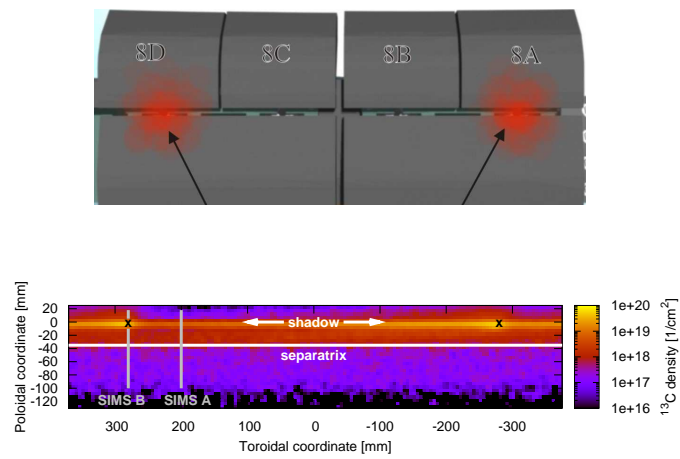 8D 8C 8B 8A
20
0
-20
-40
-60
-80
-100
-120
Poloidal coordinate [mm]
x
shadow
x
separatrix
SIMS B SIMS A
300 200 100 0 -100 -200 -300
Toroidal coordinate [mm]
1e+20
1e+19
1e+18
1e+17
1e+16
13C density [1/cm2]